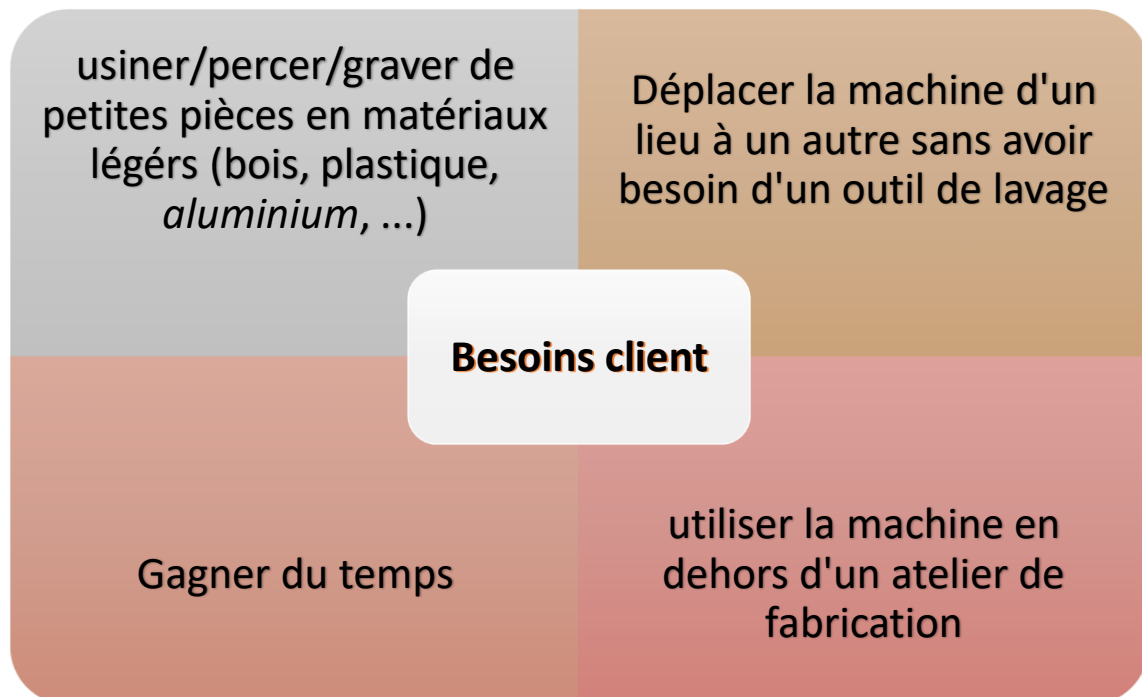 usiner/percer/graver de
petites pièces en matériaux
légérs (bois, plastique,
aluminium, ...)
Déplacer la machine d'un
lieu à un autre sans avoir
besoin d'un outil de lavage
Besoins client
Gagner du temps
utiliser la machine en
dehors d'un atelier de
fabrication